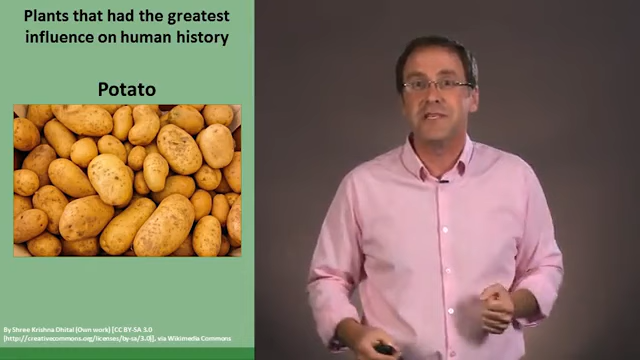 Plants that had the greatest
influence on human history
Potato
By Shree Krishna Dhital (Own work) [CC BY-SA 3.0
(http://creativecommons.org/licenses/by-sa/3.0)], via Wikimedia Commons